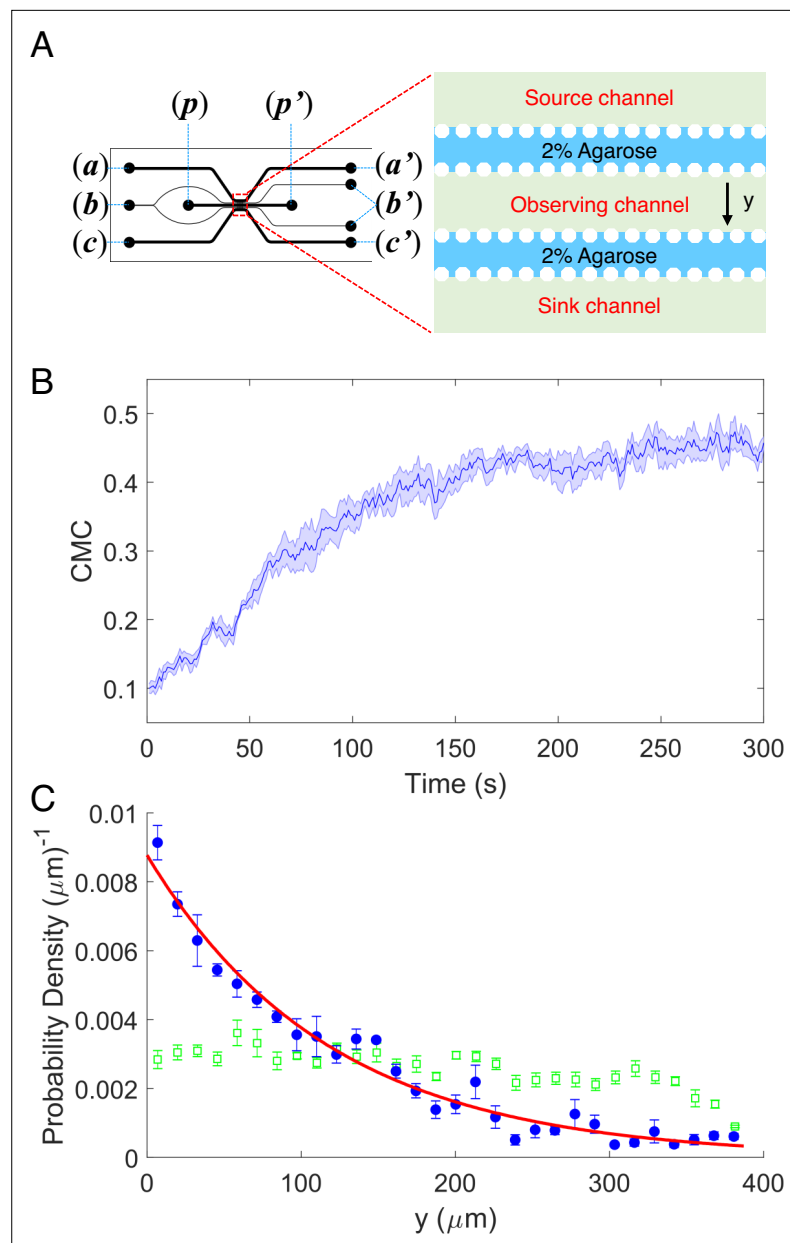 A
(p) (p')
(a) (a')
(b) (b')
(c) (c')
Source channel
2% Agarose
Observing channel y
2% Agarose
Sink channel
B
0.5
0.4
0.3
0.2
0.1
CMC
0 50 100 150 200 250 300
Time (s)
C
0.01
0.008
0.006
0.004
0.002
0
Probability Density (μm)⁻¹
0 100 200 300 400
y (μm)